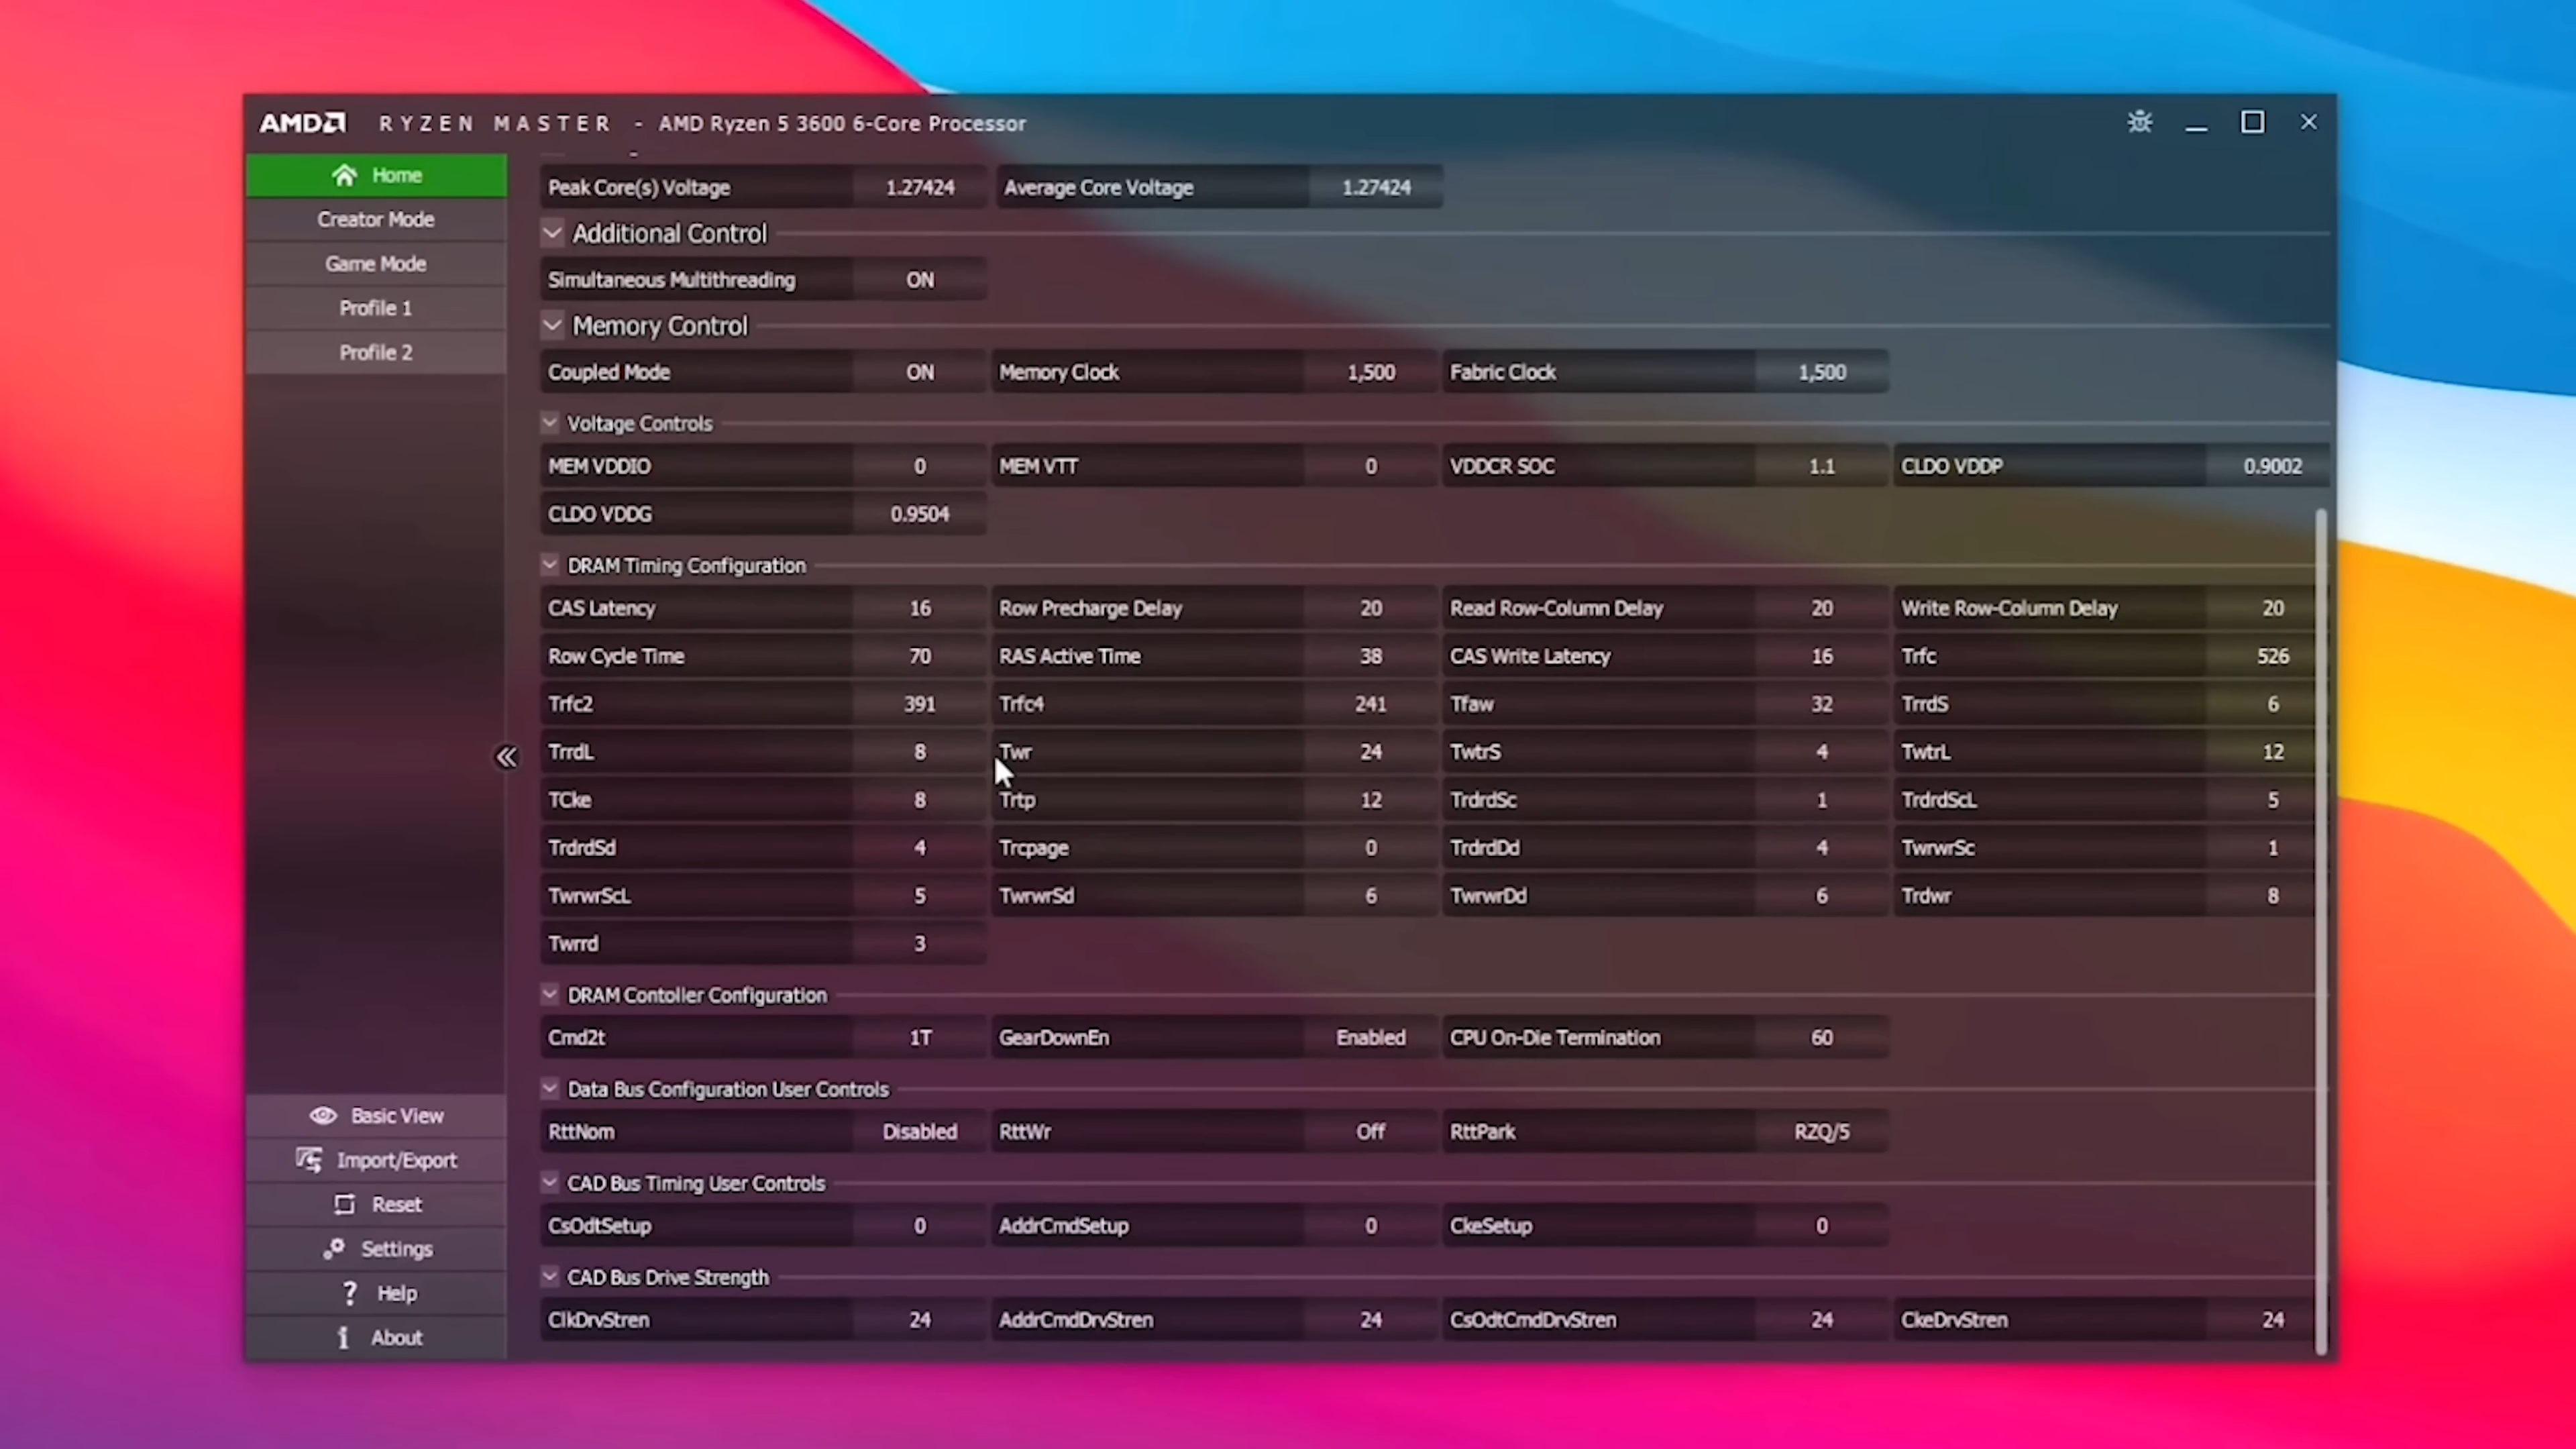 AMD RYZEN MASTER - AMD Ryzen 5 3600 6-Core Processor
Home
Creator Mode
Game Mode
Profile 1
Profile 2
Basic View
Import/Export
Reset
Settings
Help
About
Peak Core(s) Voltage 1.27424 Average Core Voltage 1.27424
Additional Control
Simultaneous Multithreading ON
Memory Control
Coupled Mode ON Memory Clock 1,500 Fabric Clock 1,500
Voltage Controls
MEM VDDIO 0 MEM VTT 0 VDDCR SOC 1.1 CLDO VDDP 0.9002
CLDO VDDG 0.9504
DRAM Timing Configuration
CAS Latency 16 Row Precharge Delay 20 Read Row-Column Delay 20 Write Row-Column Delay 20
Row Cycle Time 70 RAS Active Time 38 CAS Write Latency 16 Trfc 526
Trfc2 391 Trfc4 241 Tfaw 32 TrrdS 6
TrrdL 8 Twr 24 TwtrS 4 TwtrL 12
TCke 8 Trtp 12 TrdrdSc 1 TrdrdScL 5
TrdrdSd 4 Trcpage 0 TrdrdDd 4 TwrwrSc 1
TwrwrScL 5 TwrwrSd 6 TwrwrDd 6 Trdwr 8
Twrrd 3
DRAM Contoller Configuration
Cmd2t 1T GearDownEn Enabled CPU On-Die Termination 60
Data Bus Configuration User Controls
RttNom Disabled RttWr Off RttPark RZQ/5
CAD Bus Timing User Controls
CsOdtSetup 0 AddrCmdSetup 0 CkeSetup 0
CAD Bus Drive Strength
ClkDrvStren 24 AddrCmdDrvStren 24 CsOdtCmdDrvStren 24 CkeDrvStren 24